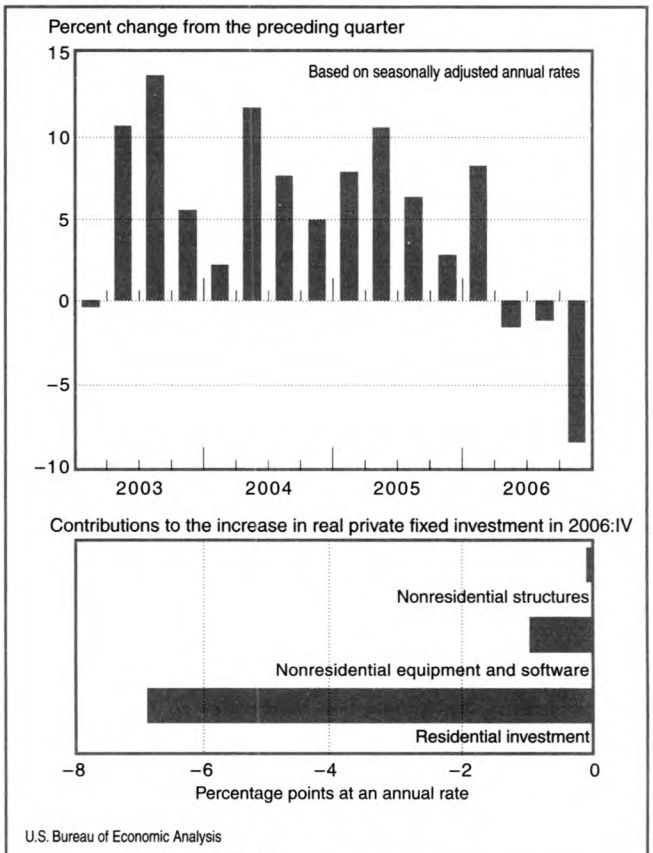 Percent change from the preceding quarter
15
Based on seasonally adjusted annual rates
10
5
0
−5
−10
2003 2004 2005 2006
Contributions to the increase in real private fixed investment in 2006:IV
Nonresidential structures
Nonresidential equipment and software
Residential investment
−8 −6 −4 −2 0
Percentage points at an annual rate
U.S. Bureau of Economic Analysis